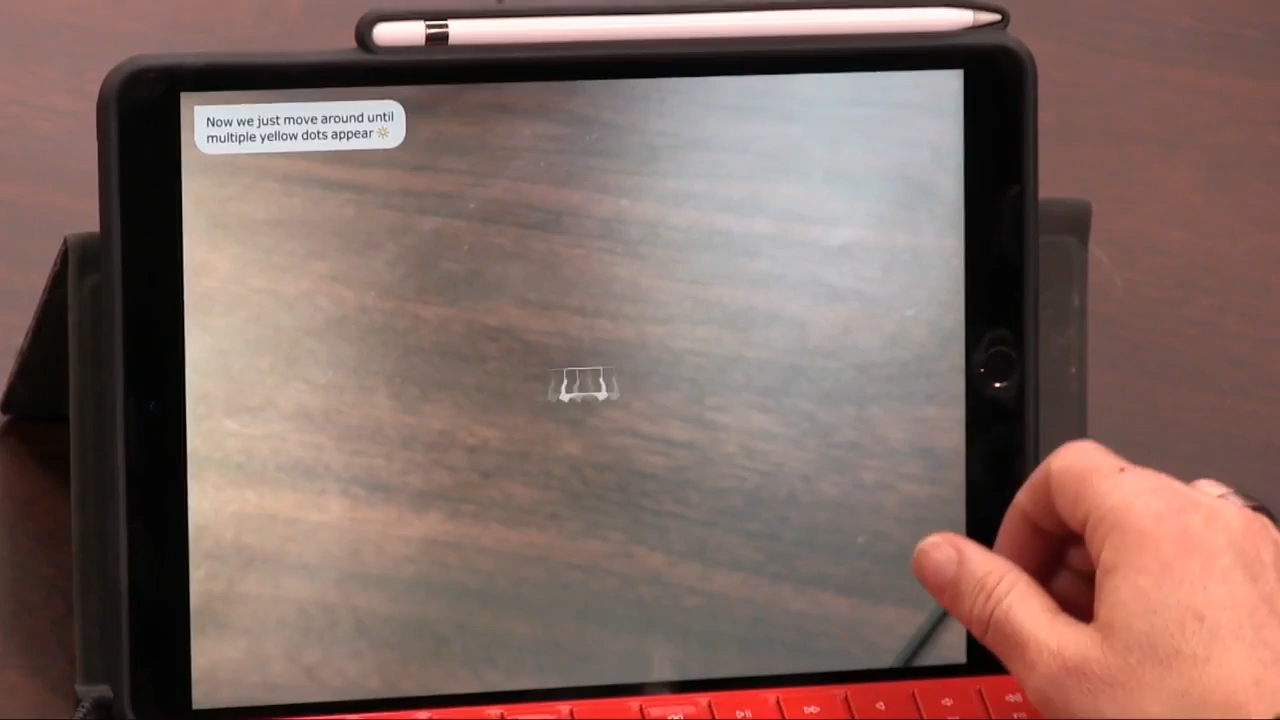 Now we just move around until
multiple yellow dots appear 🔆